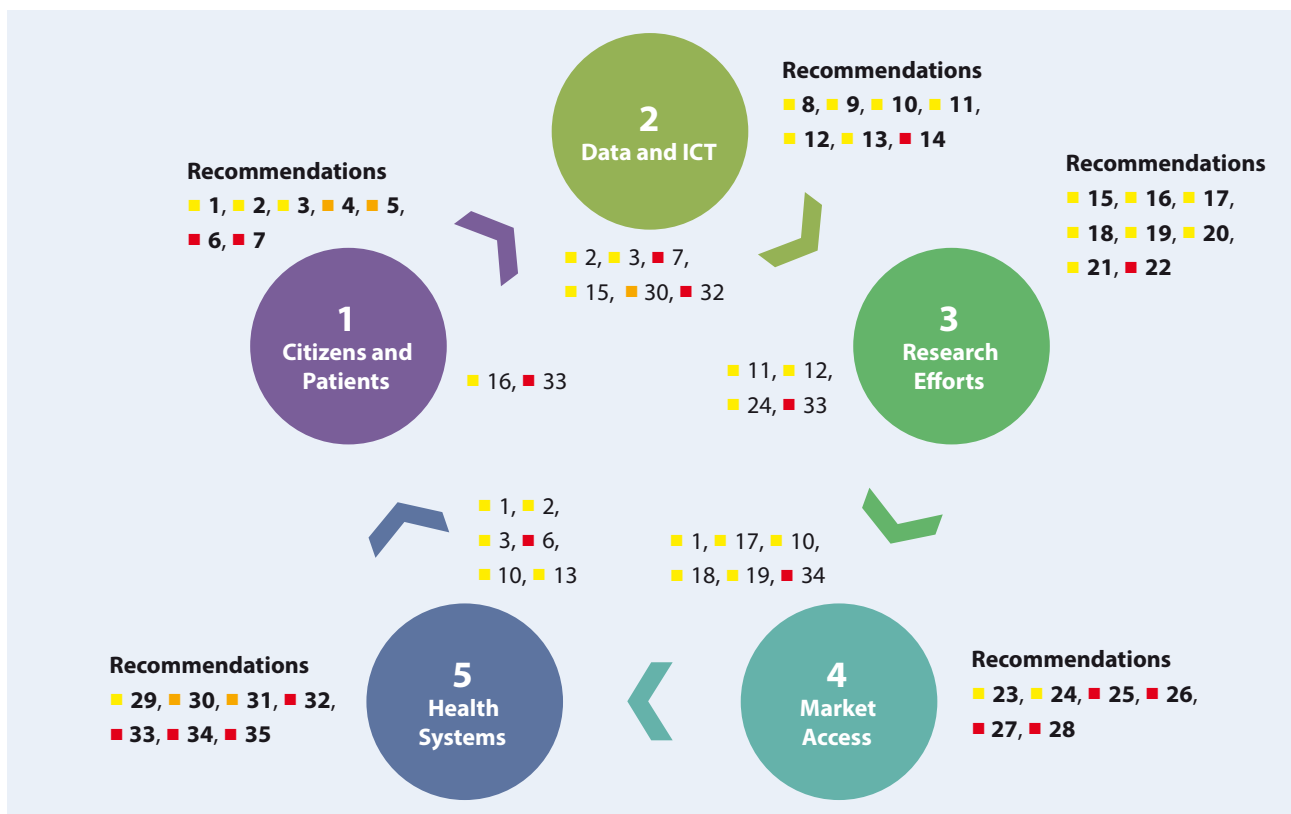 Recommendations
1, 2, 3, 4, 5,
6, 7
1
Citizens and
Patients
16, 33
2
Data and ICT
Recommendations
8, 9, 10, 11,
12, 13, 14
2, 3, 7,
15, 30, 32
Recommendations
15, 16, 17,
18, 19, 20,
21, 22
3
Research
Efforts
11, 12,
24, 33
1, 17, 10,
18, 19, 34
4
Market
Access
Recommendations
23, 24, 25, 26,
27, 28
1, 2,
3, 6,
10, 13
5
Health
Systems
Recommendations
29, 30, 31, 32,
33, 34, 35